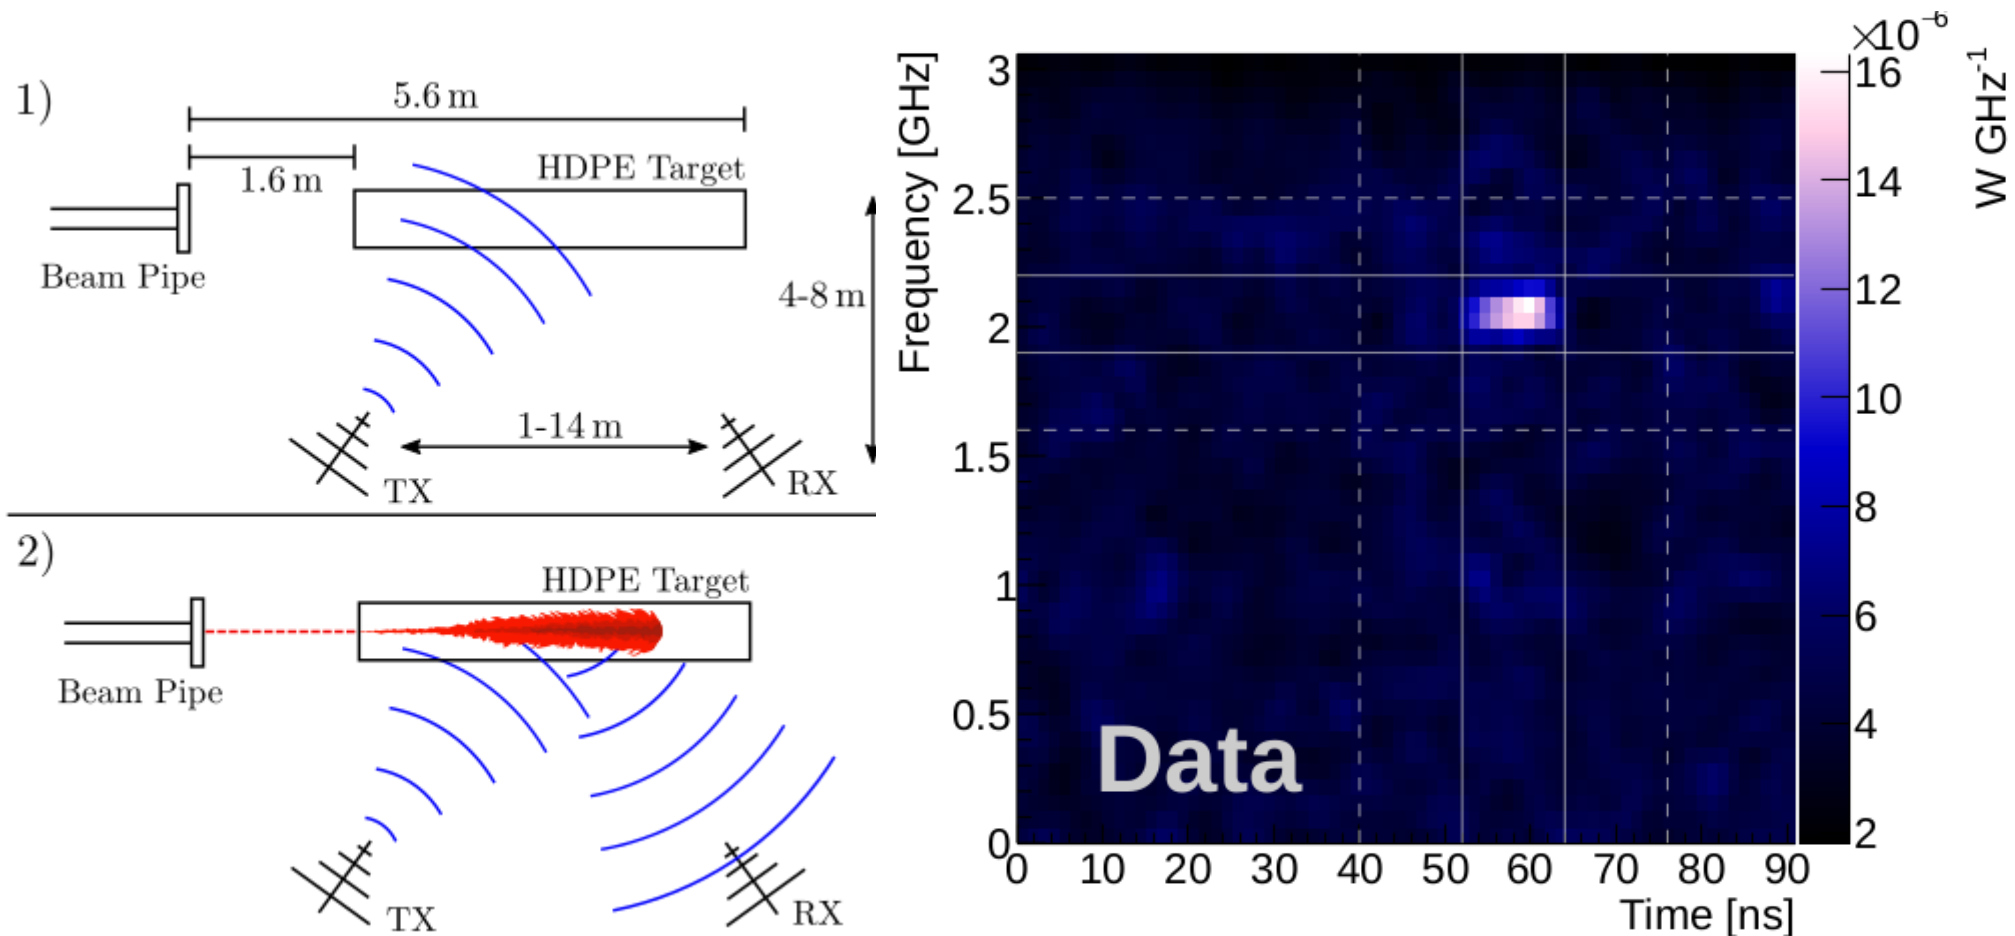 1)
5.6 m
1.6 m
HDPE Target
Beam Pipe
4-8 m
1-14 m
TX
RX
2)
HDPE Target
Beam Pipe
TX
RX
Frequency [GHz]
3
2.5
2
1.5
1
0.5
0
Data
0 10 20 30 40 50 60 70 80 90
Time [ns]
×10⁻⁶
16
14
12
10
8
6
4
2
W GHz⁻¹